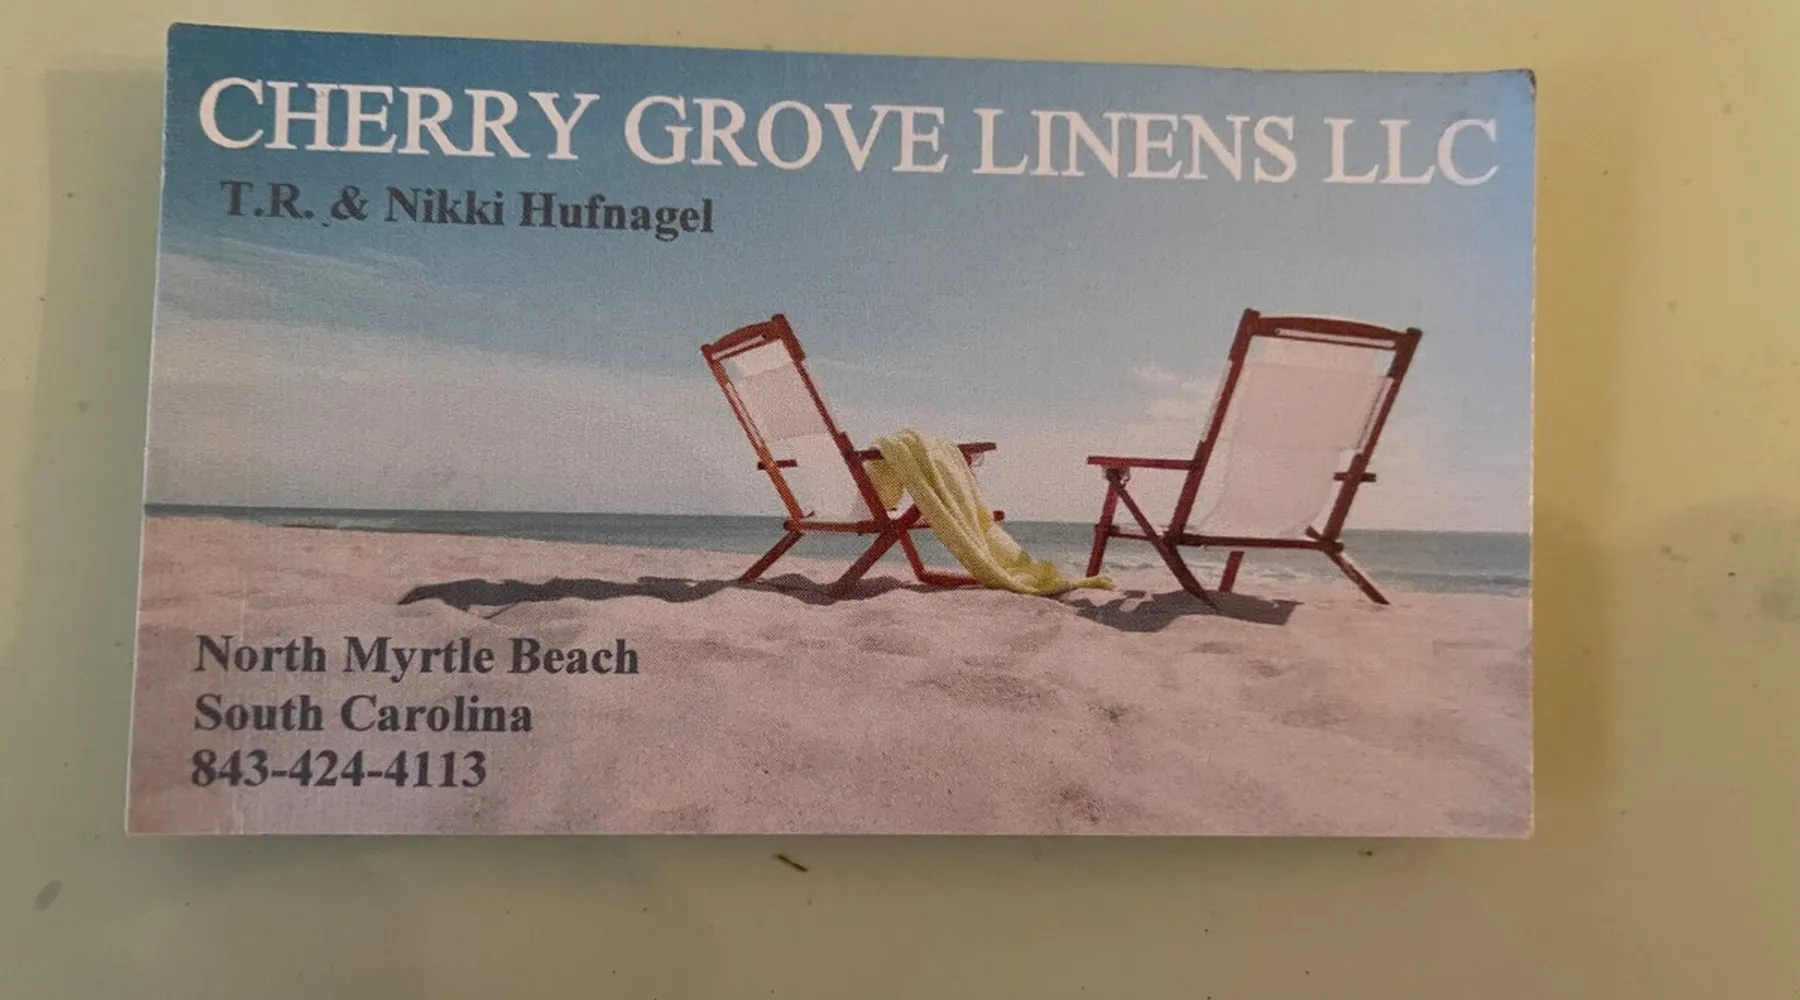 CHERRY GROVE LINENS LLC
T.R. & Nikki Hufnagel
North Myrtle Beach
South Carolina
843-424-4113